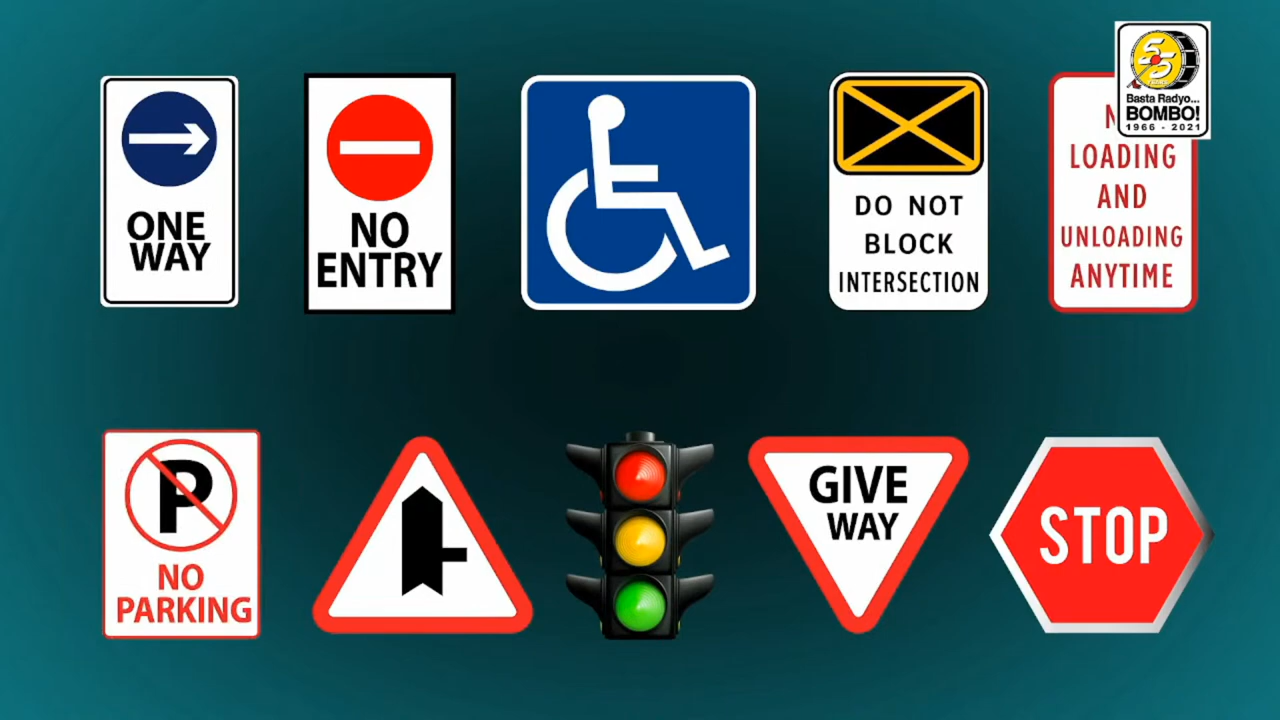 ONE
WAY
NO
ENTRY
DO NOT
BLOCK
INTERSECTION
LOADING
AND
UNLOADING
ANYTIME
55
Basta Radyo...
BOMBO!
1966 - 2021
P
NO
PARKING
GIVE
WAY
STOP